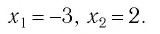 x₁ = −3, x₂ = 2.